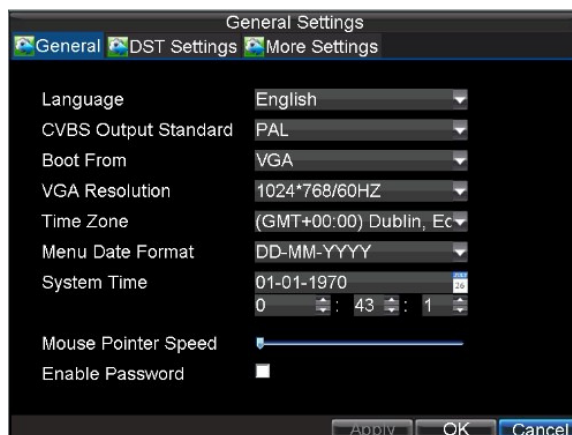 General Settings
General DST Settings More Settings
Language English
CVBS Output Standard PAL
Boot From VGA
VGA Resolution 1024*768/60HZ
Time Zone (GMT+00:00) Dublin, Ec
Menu Date Format DD-MM-YYYY
System Time 01-01-1970
26
0 : 43 : 1
Mouse Pointer Speed
Enable Password
Apply OK Cancel